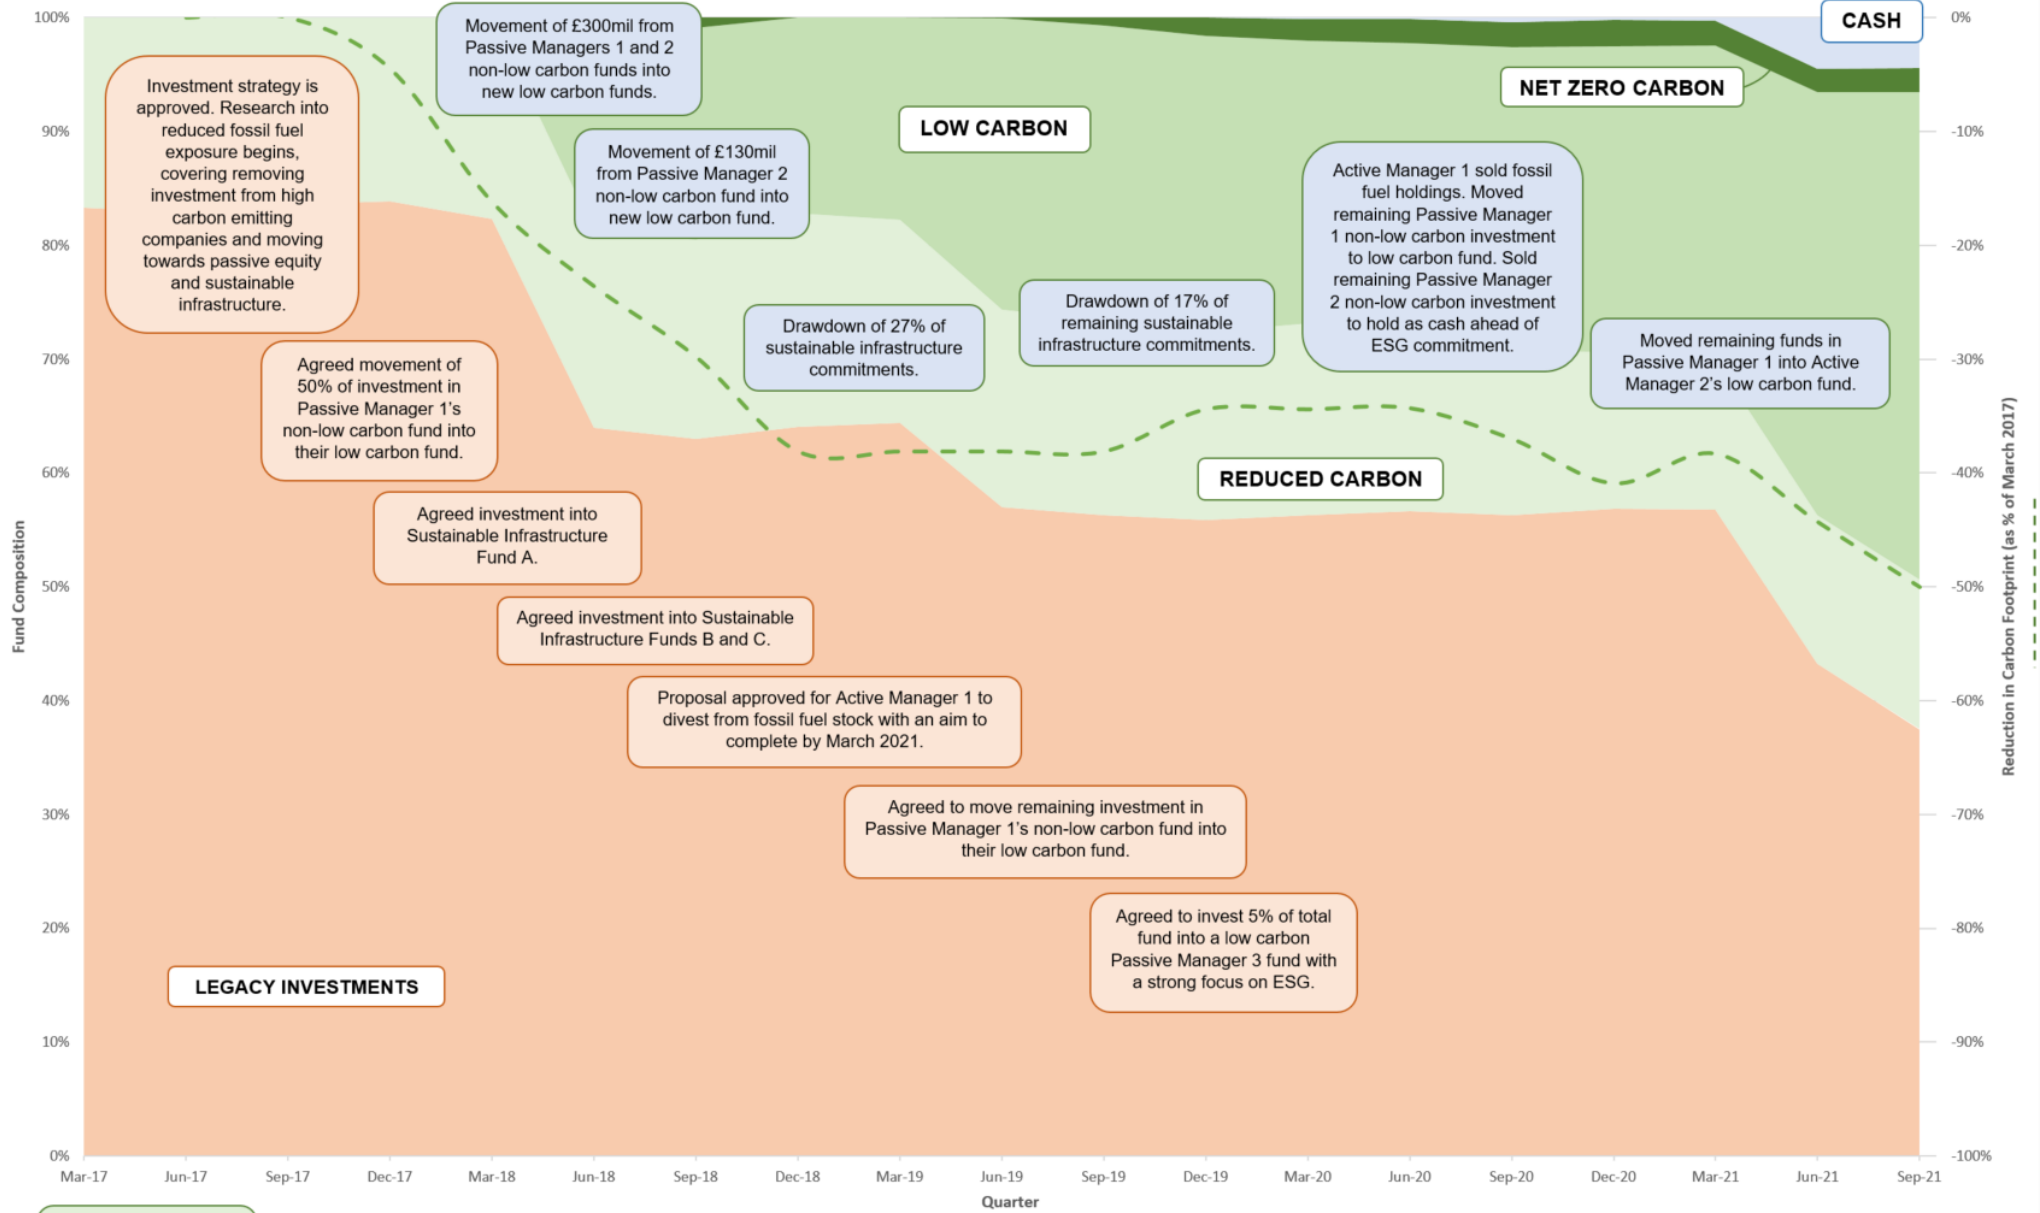 100%
90%
80%
70%
60%
50%
40%
30%
20%
10%
0%
Fund Composition
0%
-10%
-20%
-30%
-40%
-50%
-60%
-70%
-80%
-90%
-100%
Reduction in Carbon Footprint (as % of March 2017)
Investment strategy is
approved. Research into
reduced fossil fuel
exposure begins,
covering removing
investment from high
carbon emitting
companies and moving
towards passive equity
and sustainable
infrastructure.
Movement of £300mil from
Passive Managers 1 and 2
non-low carbon funds into
new low carbon funds.
CASH
NET ZERO CARBON
LOW CARBON
Movement of £130mil
from Passive Manager 2
non-low carbon fund into
new low carbon fund.
Active Manager 1 sold fossil
fuel holdings. Moved
remaining Passive Manager
1 non-low carbon investment
to low carbon fund. Sold
remaining Passive Manager
2 non-low carbon investment
to hold as cash ahead of
ESG commitment.
Drawdown of 27% of
sustainable infrastructure
commitments.
Drawdown of 17% of
remaining sustainable
infrastructure commitments.
Moved remaining funds in
Passive Manager 1 into Active
Manager 2's low carbon fund.
Agreed movement of
50% of investment in
Passive Manager 1's
non-low carbon fund into
their low carbon fund.
REDUCED CARBON
Agreed investment into
Sustainable Infrastructure
Fund A.
Agreed investment into Sustainable
Infrastructure Funds B and C.
Proposal approved for Active Manager 1 to
divest from fossil fuel stock with an aim to
complete by March 2021.
Agreed to move remaining investment in
Passive Manager 1's non-low carbon fund into
their low carbon fund.
Agreed to invest 5% of total
fund into a low carbon
Passive Manager 3 fund with
a strong focus on ESG.
LEGACY INVESTMENTS
Mar-17 Jun-17 Sep-17 Dec-17 Mar-18 Jun-18 Sep-18 Dec-18 Mar-19 Jun-19 Sep-19 Dec-19 Mar-20 Jun-20 Sep-20 Dec-20 Mar-21 Jun-21 Sep-21
Quarter